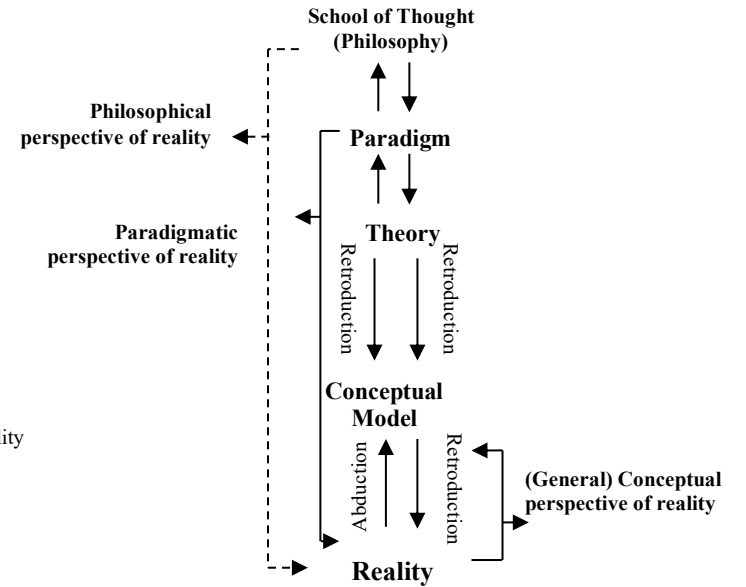 School of Thought
(Philosophy)
Philosophical
perspective of reality
Paradigm
Paradigmatic
perspective of reality
Theory
Retroduction
Retroduction
Conceptual
Model
lity
Abduction
Retroduction
(General) Conceptual
perspective of reality
Reality